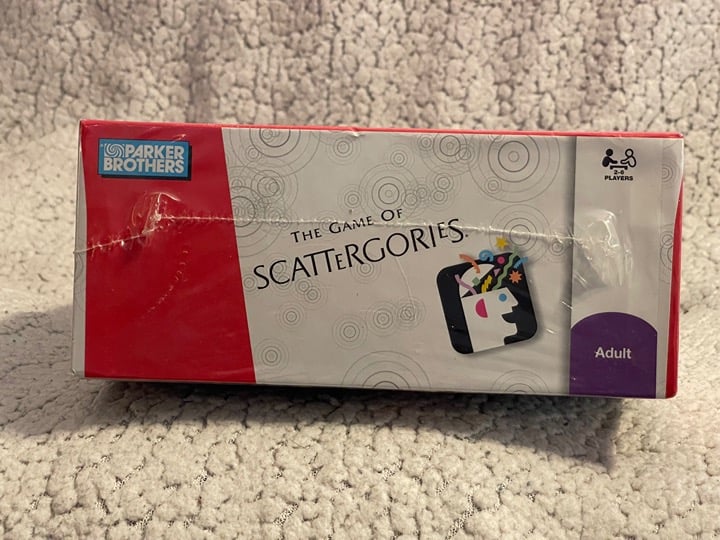 PARKER
BROTHERS
THE GAME OF
SCATTERGORIES
2-6
PLAYERS
Adult